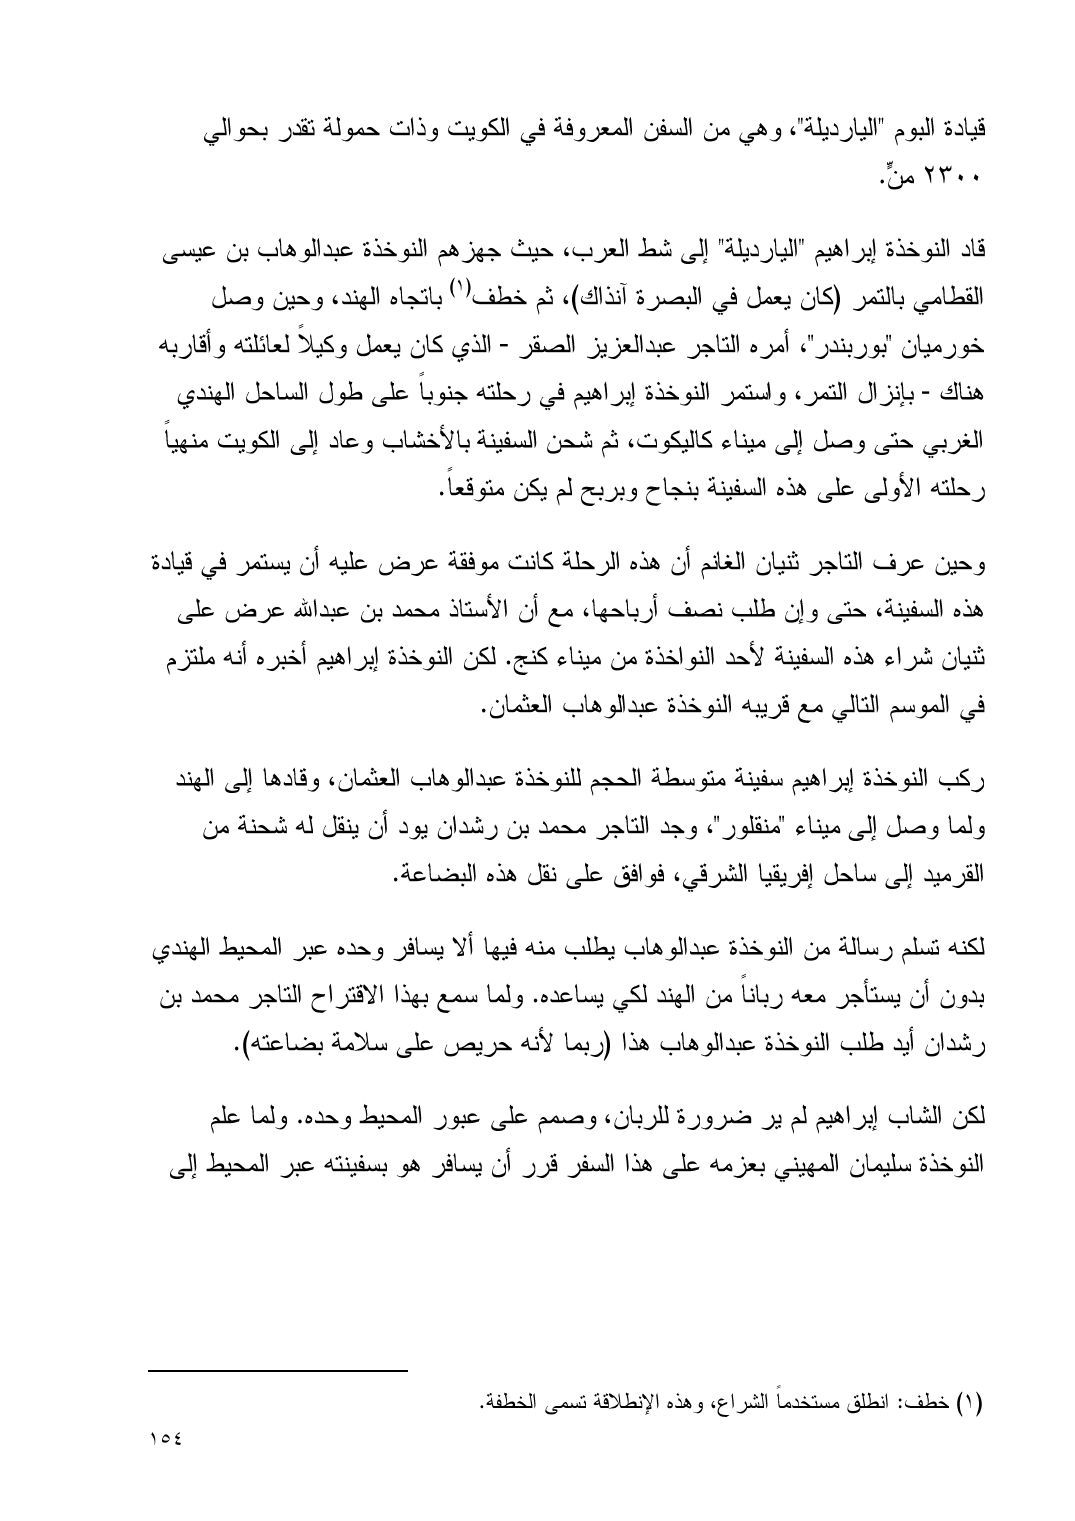 قيادة البوم "اليارديلة"، وهي من السفن المعروفة في الكويت وذات حمولة تقدر بحوالي
٢٣٠٠ منٍّ.
قاد النوخذة إبراهيم "اليارديلة" إلى شط العرب، حيث جهزهم النوخذة عبدالوهاب بن عيسى
القطامي بالتمر (كان يعمل في البصرة آنذاك)، ثم خطف(١) باتجاه الهند، وحين وصل
خورميان "بوربندر"، أمره التاجر عبدالعزيز الصقر - الذي كان يعمل وكيلاً لعائلته وأقاربه
هناك - بإنزال التمر، واستمر النوخذة إبراهيم في رحلته جنوباً على طول الساحل الهندي
الغربي حتى وصل إلى ميناء كاليكوت، ثم شحن السفينة بالأخشاب وعاد إلى الكويت منهياً
رحلته الأولى على هذه السفينة بنجاح وبربح لم يكن متوقعاً.
وحين عرف التاجر ثنيان الغانم أن هذه الرحلة كانت موفقة عرض عليه أن يستمر في قيادة
هذه السفينة، حتى وإن طلب نصف أرباحها، مع أن الأستاذ محمد بن عبدالله عرض على
ثنيان شراء هذه السفينة لأحد النواخذة من ميناء كنج. لكن النوخذة إبراهيم أخبره أنه ملتزم
في الموسم التالي مع قريبه النوخذة عبدالوهاب العثمان.
ركب النوخذة إبراهيم سفينة متوسطة الحجم للنوخذة عبدالوهاب العثمان، وقادها إلى الهند
ولما وصل إلى ميناء "منقلور"، وجد التاجر محمد بن رشدان يود أن ينقل له شحنة من
القرميد إلى ساحل إفريقيا الشرقي، فوافق على نقل هذه البضاعة.
لكنه تسلم رسالة من النوخذة عبدالوهاب يطلب منه فيها ألا يسافر وحده عبر المحيط الهندي
بدون أن يستأجر معه رباناً من الهند لكي يساعده. ولما سمع بهذا الاقتراح التاجر محمد بن
رشدان أيد طلب النوخذة عبدالوهاب هذا (ربما لأنه حريص على سلامة بضاعته).
لكن الشاب إبراهيم لم ير ضرورة للربان، وصمم على عبور المحيط وحده. ولما علم
النوخذة سليمان المهيني بعزمه على هذا السفر قرر أن يسافر هو بسفينته عبر المحيط إلى
(١) خطف: انطلق مستخدماً الشراع، وهذه الإنطلاقة تسمى الخطفة.
١٥٤